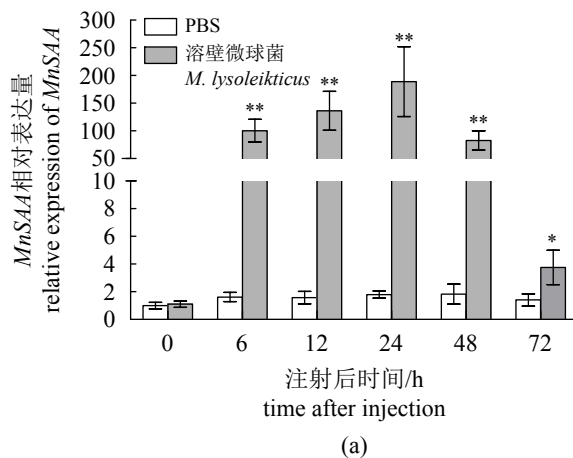 PBS
溶壁微球菌
M. lysoleikticus
MnSAA相对表达量
relative expression of MnSAA
300
250
200
150
100
50
10
8
6
4
2
0
**
**
**
**
*
0 6 12 24 48 72
注射后时间/h
time after injection
(a)